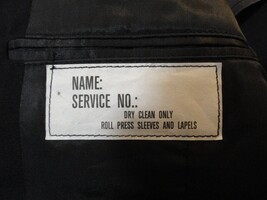 NAME:
SERVICE NO.:
DRY CLEAN ONLY
ROLL PRESS SLEEVES AND LAPELS